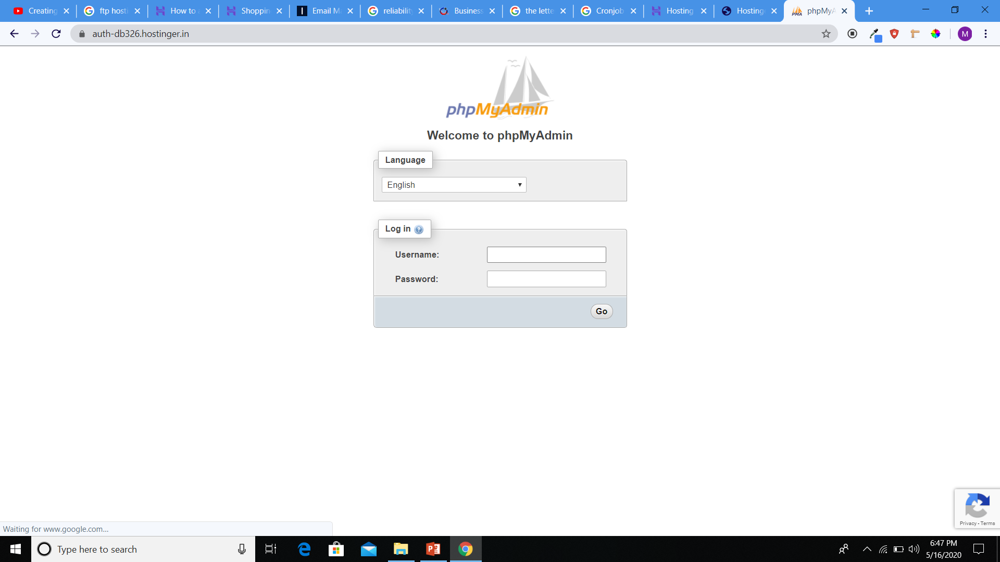 Creating
ftp hosti
How to a
Shoppin
Email Ma
reliability
Business
the lette
Cronjob
Hosting
Hosting
phpMyA
auth-db326.hostinger.in
M
phpMyAdmin
Welcome to phpMyAdmin
Language
English
Log in
Username:
Password:
Go
Privacy - Terms
Waiting for www.google.com...
Type here to search
6:47 PM
5/16/2020